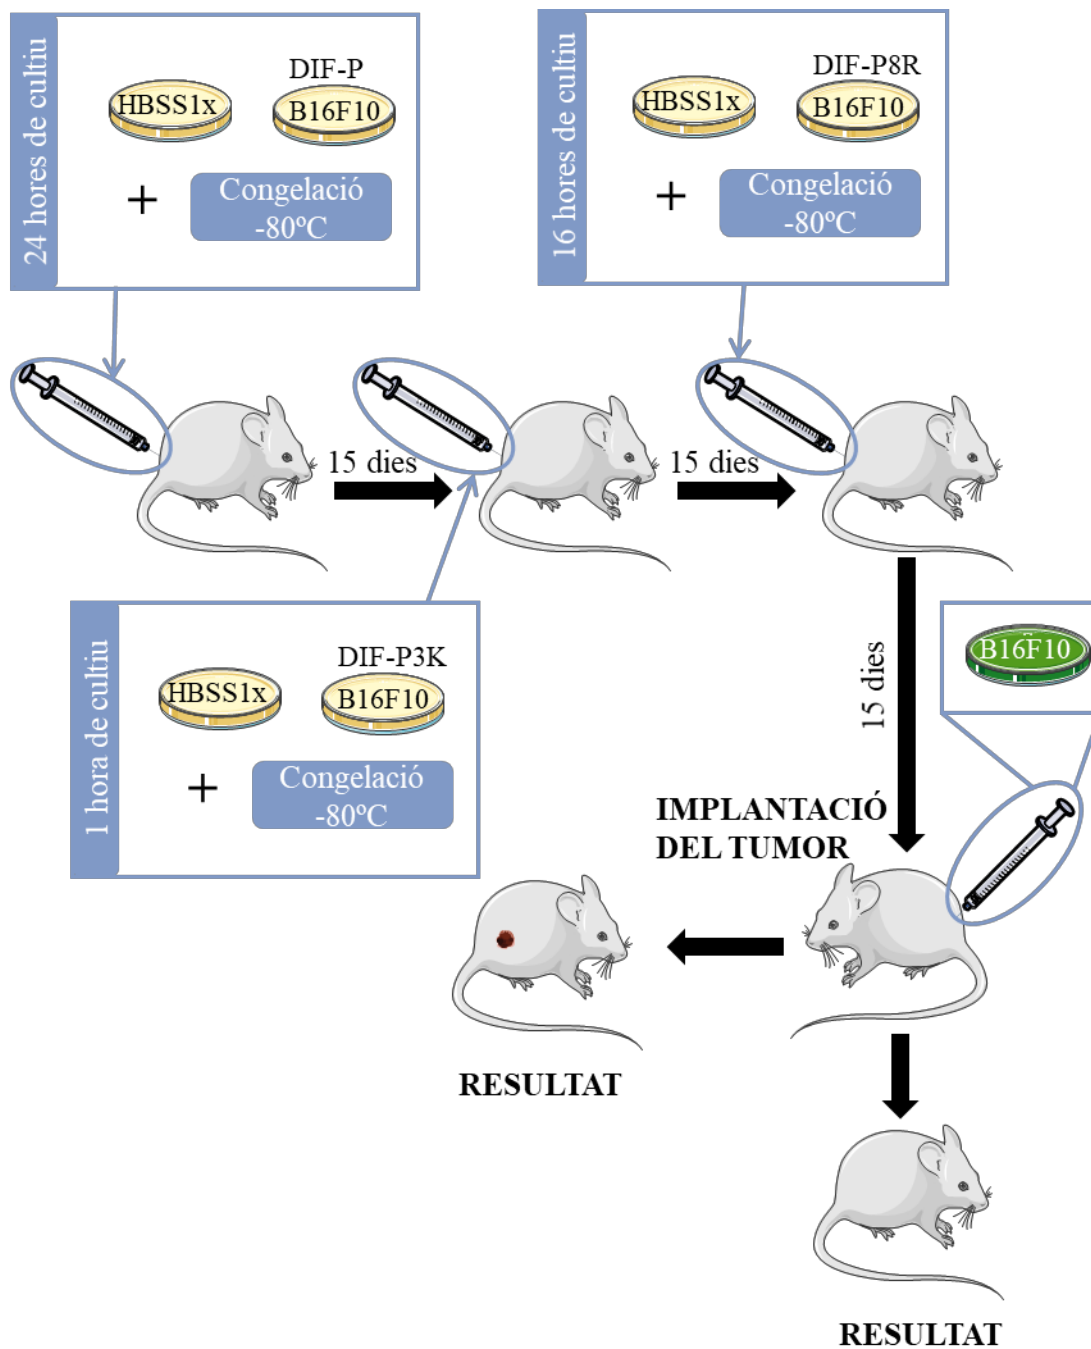 24 hores de cultiu
HBSS1x
DIF-P
B16F10
+
Congelació
-80ºC
16 hores de cultiu
HBSS1x
DIF-P8R
B16F10
+
Congelació
-80ºC
15 dies
15 dies
1 hora de cultiu
HBSS1x
DIF-P3K
B16F10
+
Congelació
-80ºC
15 dies
B16F10
IMPLANTACIÓ
DEL TUMOR
RESULTAT
RESULTAT